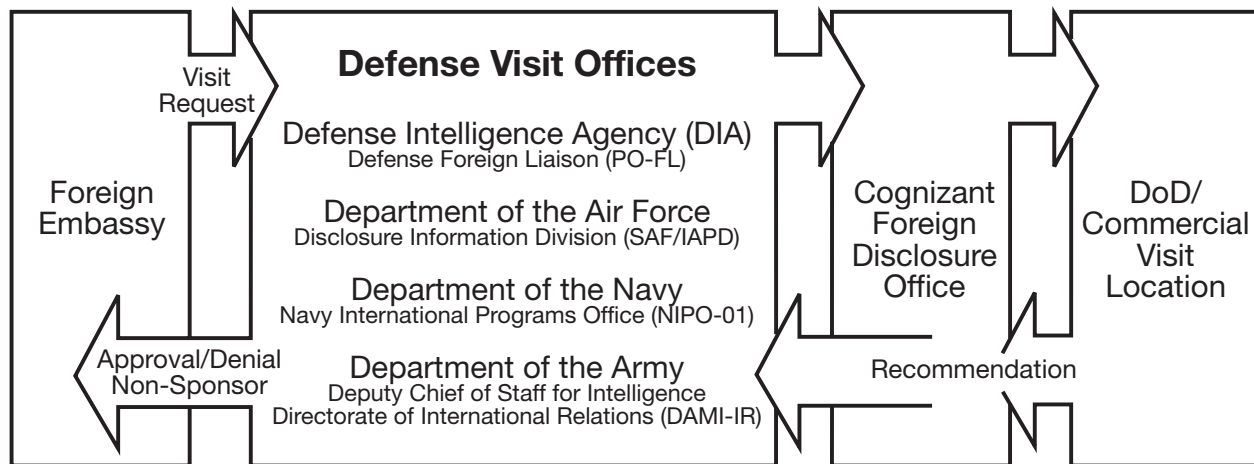 Visit
Request
Defense Visit Offices
Defense Intelligence Agency (DIA)
Defense Foreign Liaison (PO-FL)
Foreign
Embassy
Department of the Air Force
Disclosure Information Division (SAF/IAPD)
Cognizant
Foreign
Disclosure
Office
DoD/
Commercial
Visit
Location
Department of the Navy
Navy International Programs Office (NIPO-01)
Approval/Denial
Non-Sponsor
Department of the Army
Deputy Chief of Staff for Intelligence
Directorate of International Relations (DAMI-IR)
Recommendation